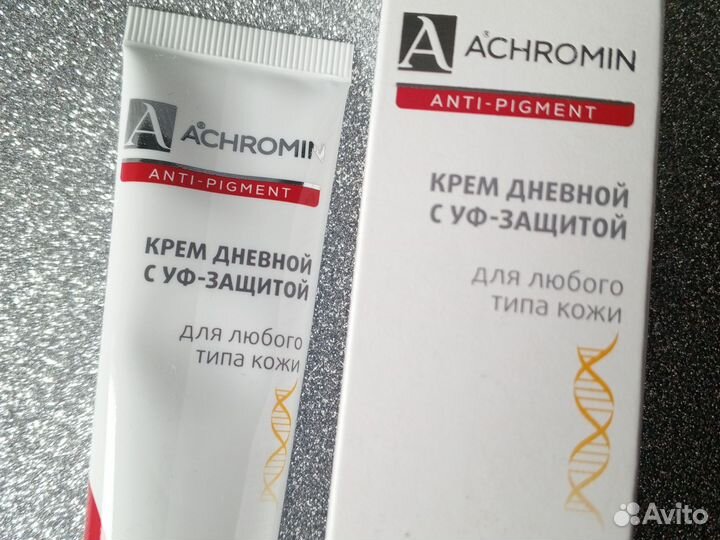 A ACHROMIN
ANTI-PIGMENT
КРЕМ ДНЕВНОЙ
С УФ-ЗАЩИТОЙ
для любого
типа кожи
A ACHROMIN
ANTI-PIGMENT
КРЕМ ДНЕВНОЙ
С УФ-ЗАЩИТОЙ
для любого
типа кожи
Avito